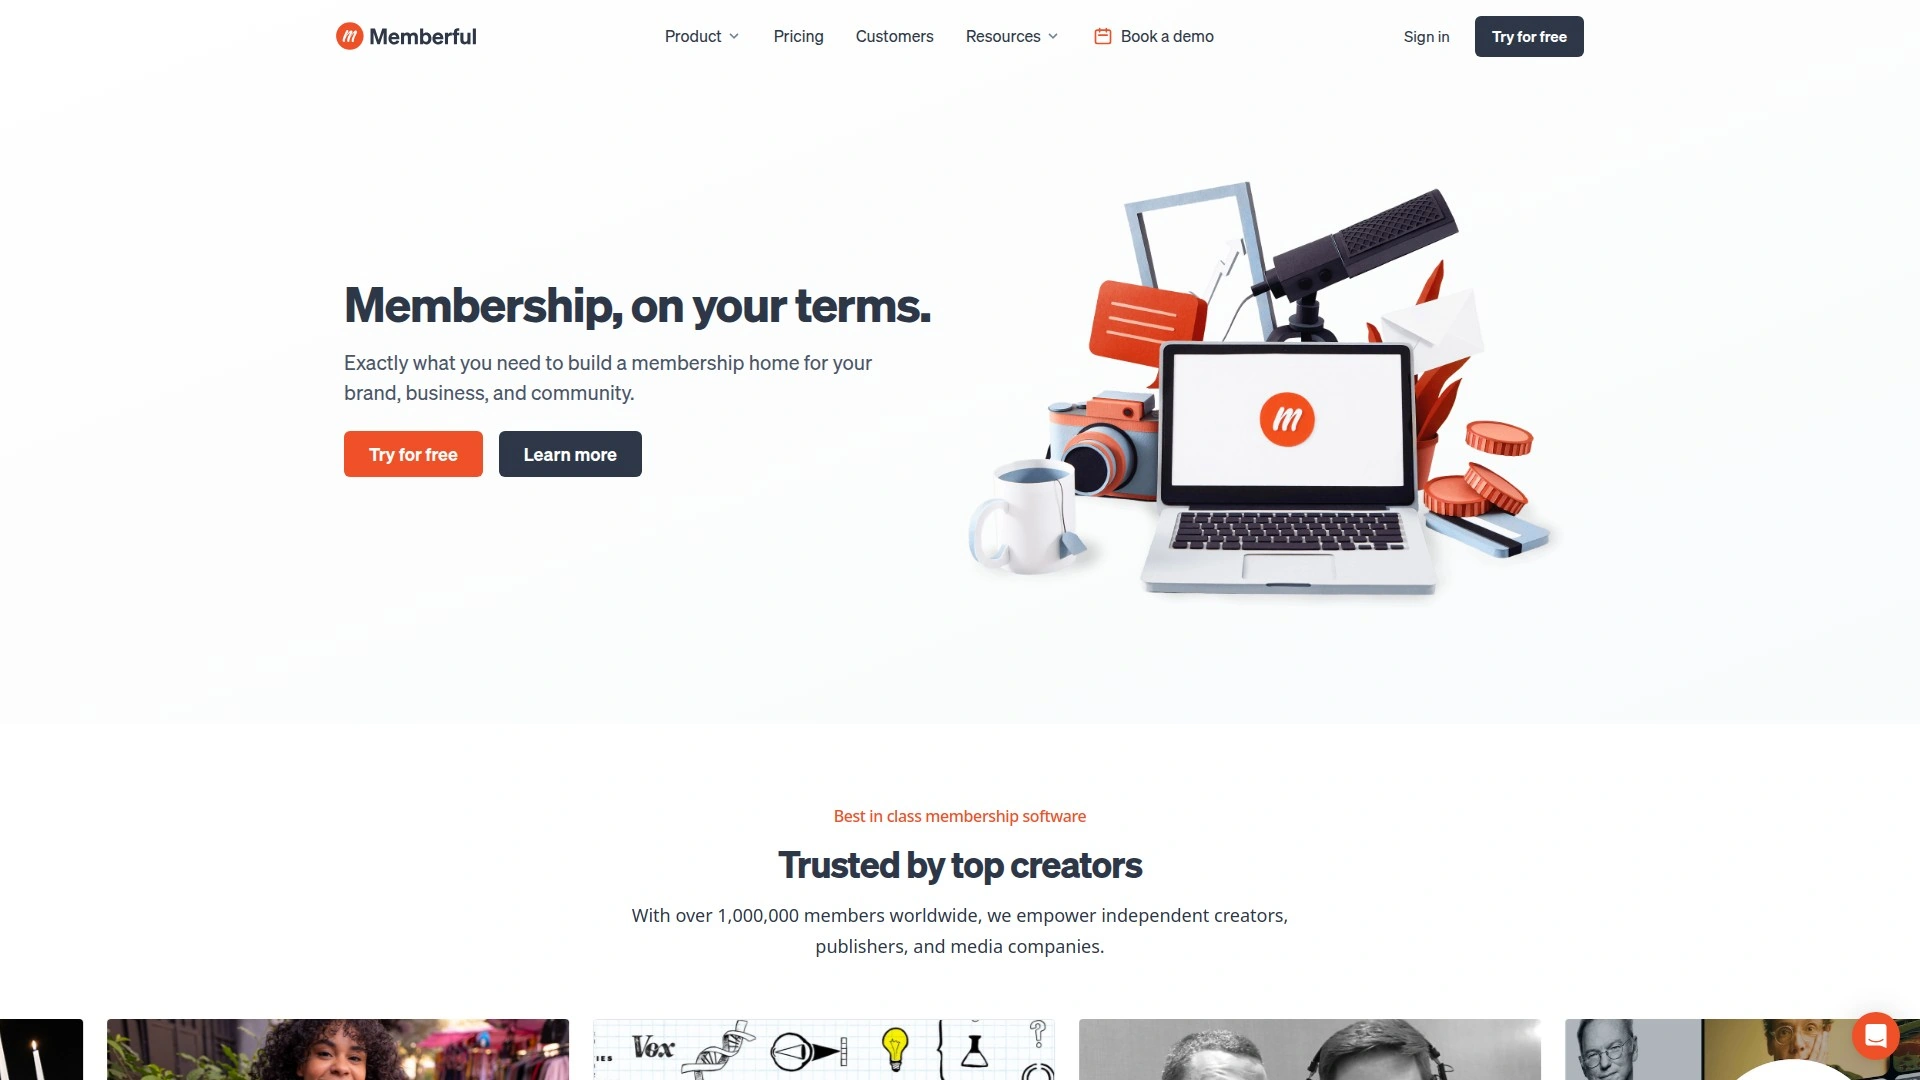 Memberful
Product
Pricing
Customers
Resources
Book a demo
Sign in
Try for free
Membership, on your terms.
Exactly what you need to build a membership home for your
brand, business, and community.
Try for free
Learn more
Best in class membership software
Trusted by top creators
With over 1,000,000 members worldwide, we empower independent creators,
publishers, and media companies.
IES
Vox